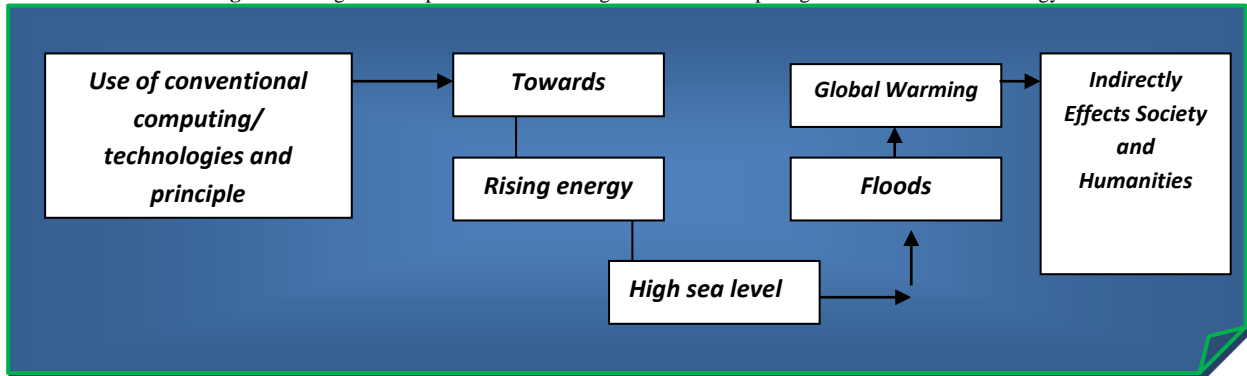 Use of conventional
computing/
technologies and
principle
Towards
Rising energy
High sea level
Floods
Global Warming
Indirectly
Effects Society
and
Humanities